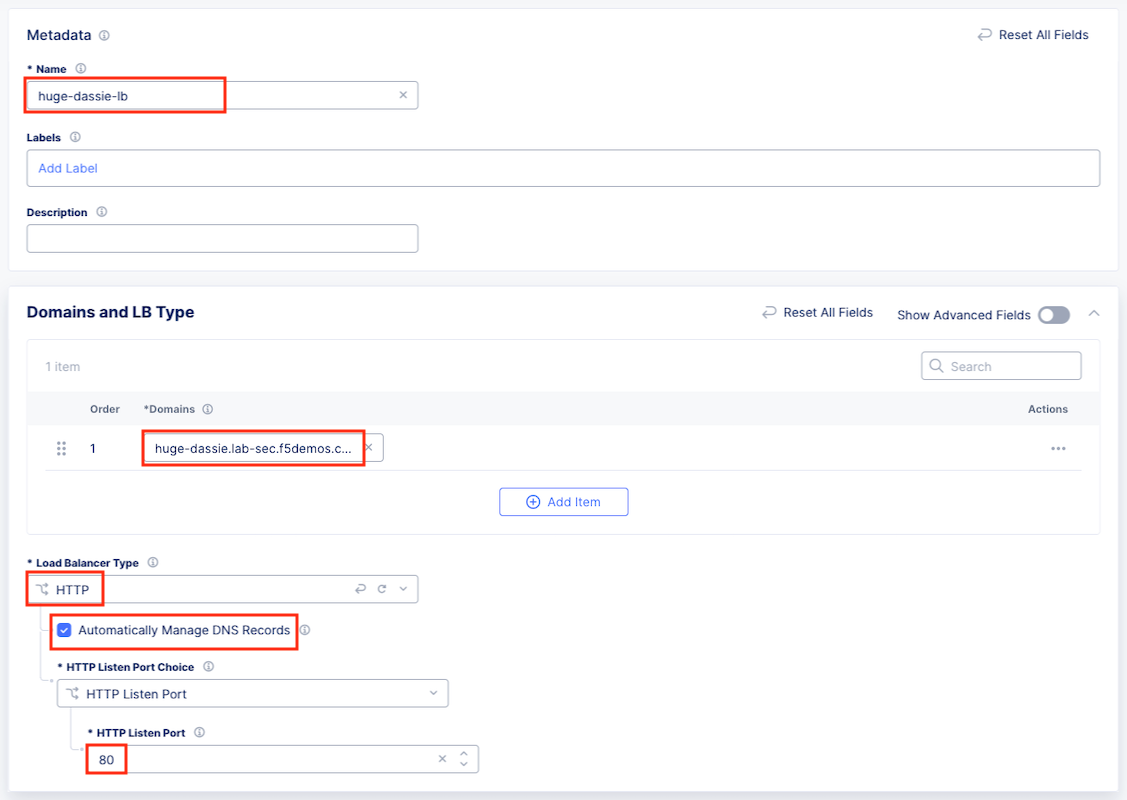 Metadata
Reset All Fields
* Name
huge-dassie-lb
Labels
Add Label
Description
Domains and LB Type
Reset All Fields
Show Advanced Fields
1 item
Search
Order
*Domains
Actions
1
huge-dassie.lab-sec.f5demos.c...
Add Item
* Load Balancer Type
HTTP
Automatically Manage DNS Records
* HTTP Listen Port Choice
HTTP Listen Port
* HTTP Listen Port
80